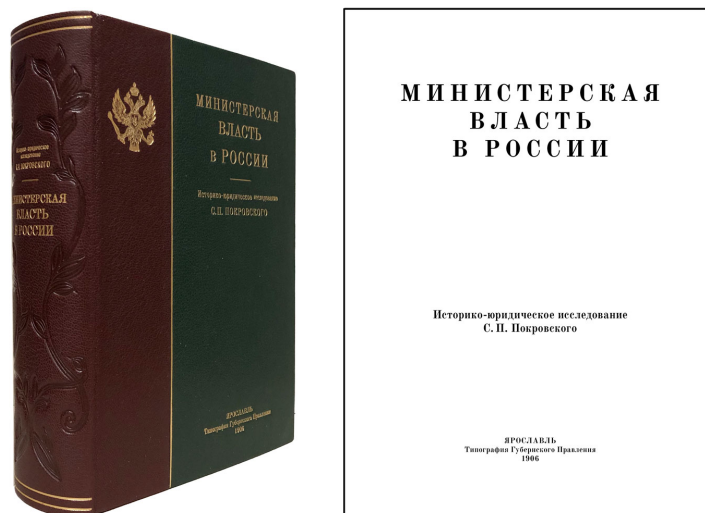 Историко-юридическое
исследование
С.П. ПОКРОВСКОГО
МИНИСТЕРСКАЯ
ВЛАСТЬ
В РОССИИ
МИНИСТЕРСКАЯ
ВЛАСТЬ
В РОССИИ
Историко-юридическое исследование
С.П. ПОКРОВСКОГО
ЯРОСЛАВЛЬ
Типография Губернского Правления
1906
МИНИСТЕРСКАЯ
ВЛАСТЬ
В РОССИИ
Историко-юридическое исследование
С. П. Покровского
ЯРОСЛАВЛЬ
Типография Губернского Правления
1906